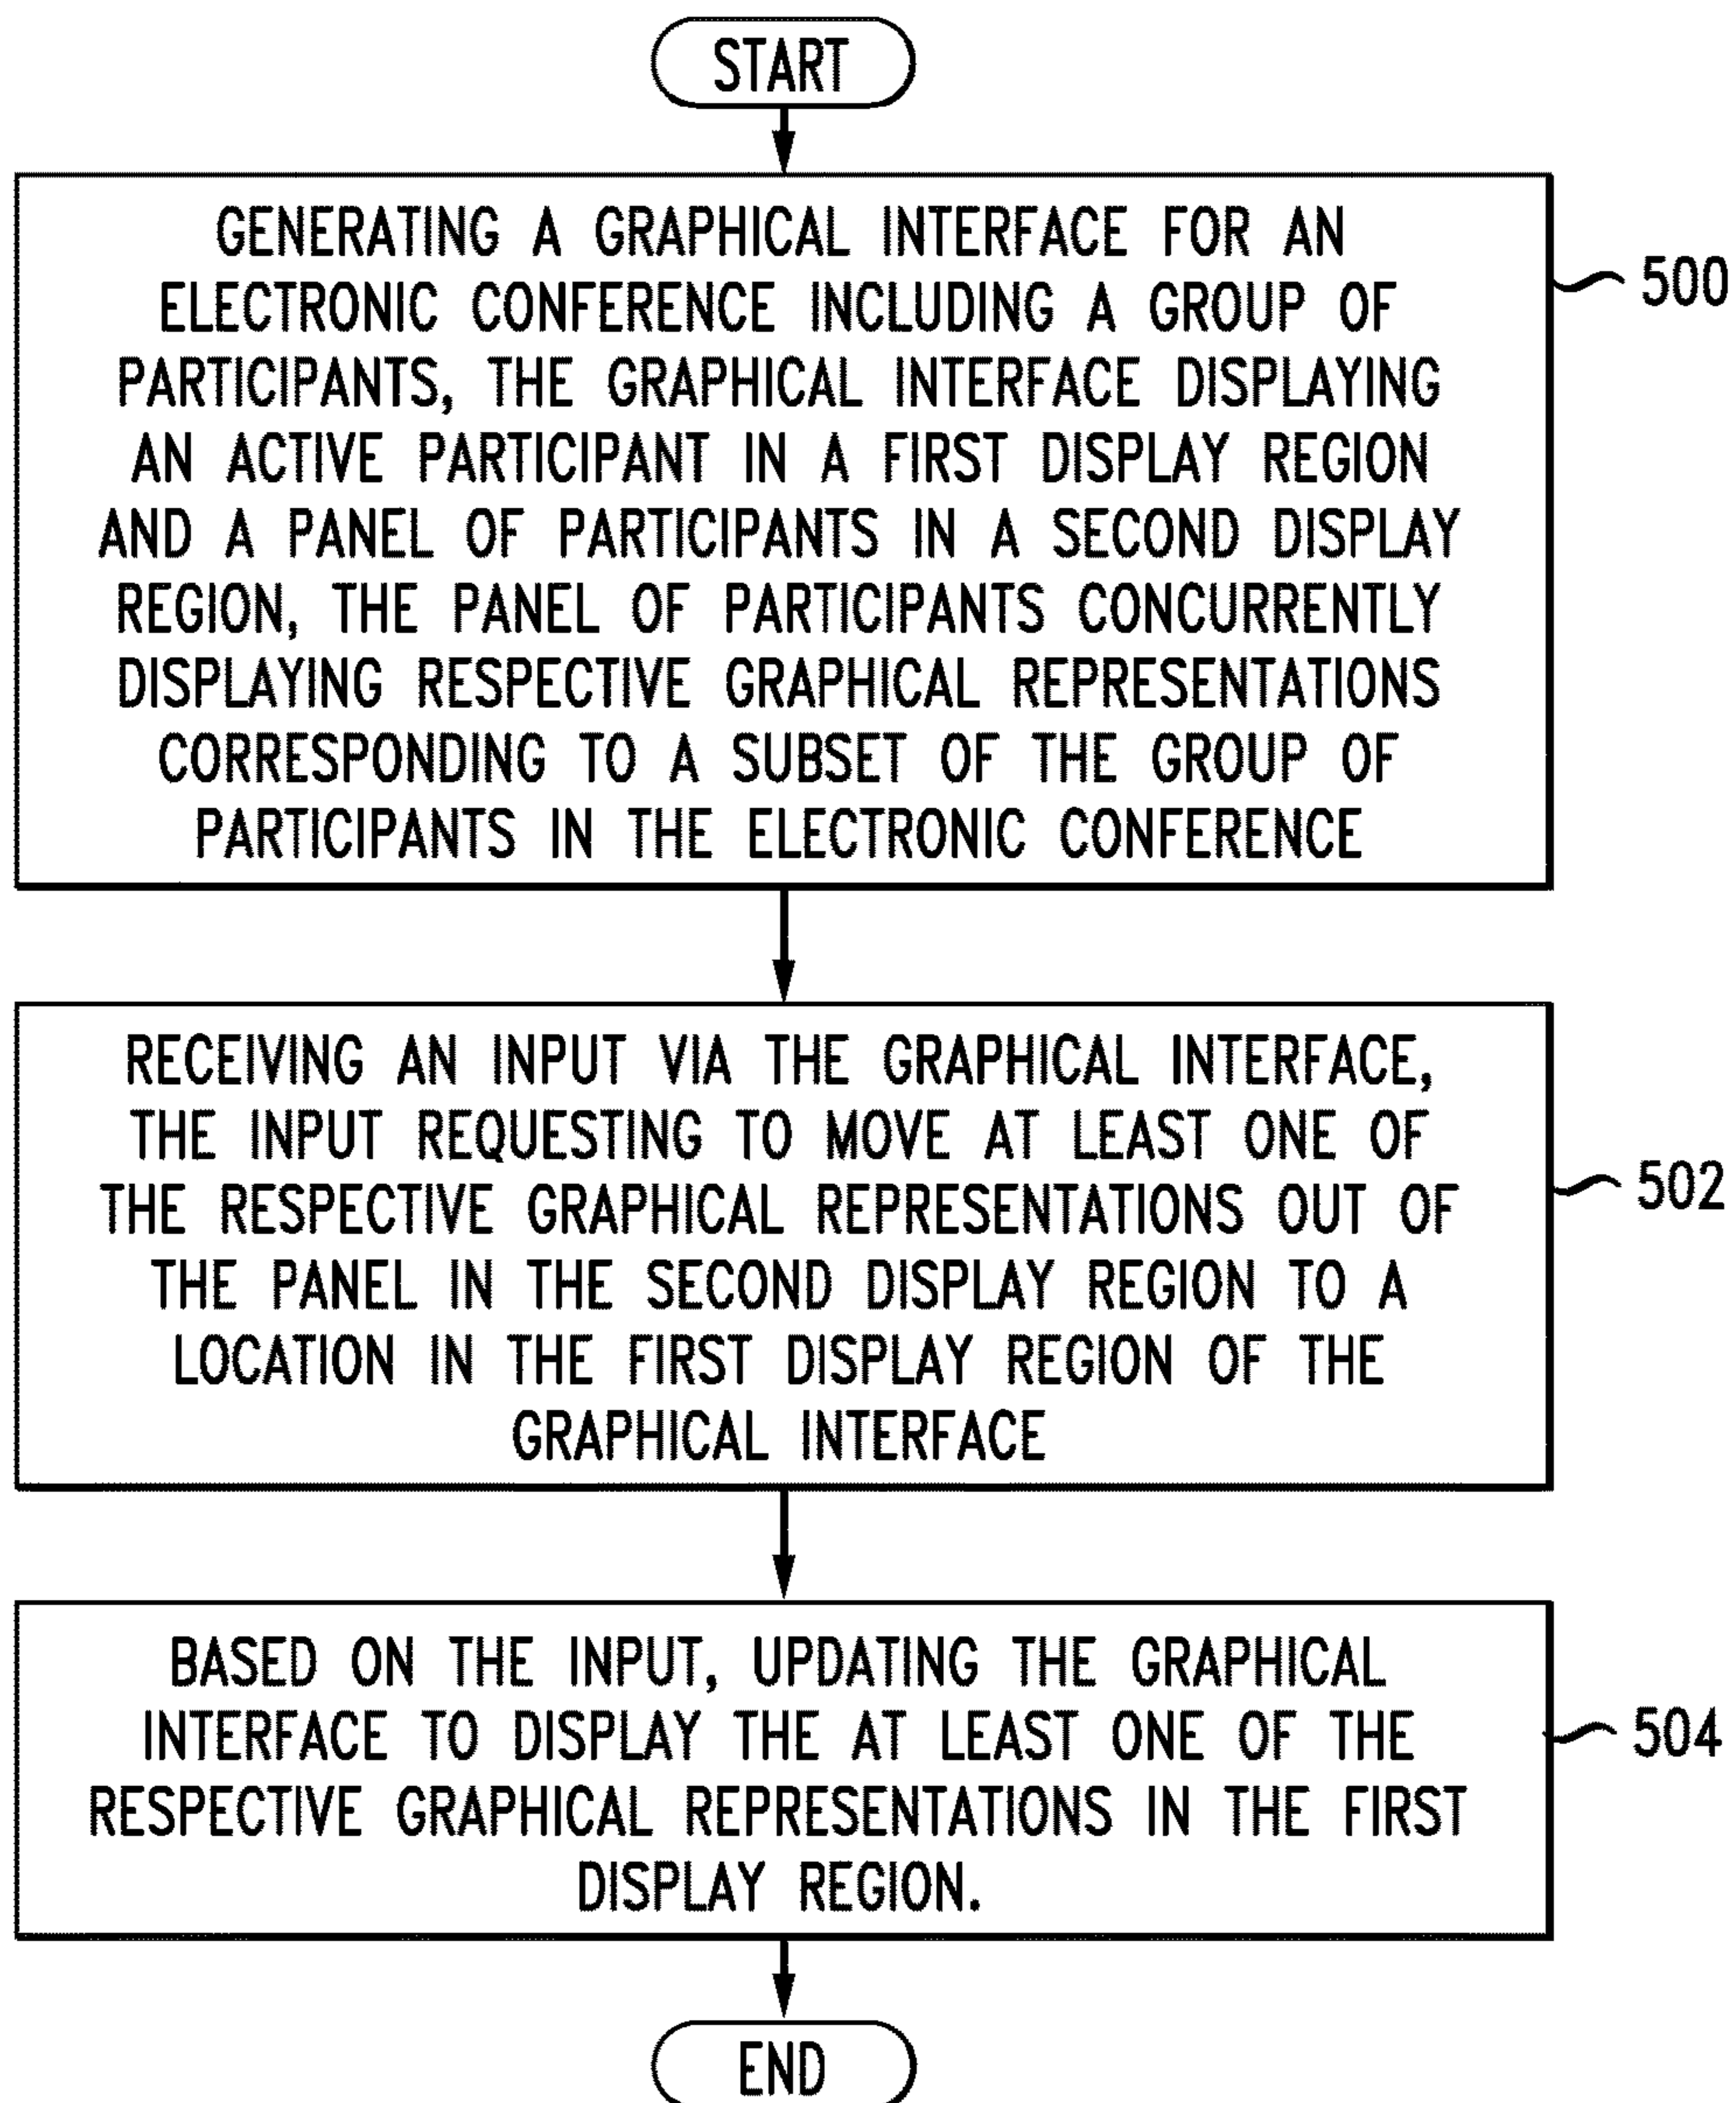 START
GENERATING A GRAPHICAL INTERFACE FOR AN
ELECTRONIC CONFERENCE INCLUDING A GROUP OF
PARTICIPANTS, THE GRAPHICAL INTERFACE DISPLAYING
AN ACTIVE PARTICIPANT IN A FIRST DISPLAY REGION
AND A PANEL OF PARTICIPANTS IN A SECOND DISPLAY
REGION, THE PANEL OF PARTICIPANTS CONCURRENTLY
DISPLAYING RESPECTIVE GRAPHICAL REPRESENTATIONS
CORRESPONDING TO A SUBSET OF THE GROUP OF
PARTICIPANTS IN THE ELECTRONIC CONFERENCE
500
RECEIVING AN INPUT VIA THE GRAPHICAL INTERFACE,
THE INPUT REQUESTING TO MOVE AT LEAST ONE OF
THE RESPECTIVE GRAPHICAL REPRESENTATIONS OUT OF
THE PANEL IN THE SECOND DISPLAY REGION TO A
LOCATION IN THE FIRST DISPLAY REGION OF THE
GRAPHICAL INTERFACE
502
BASED ON THE INPUT, UPDATING THE GRAPHICAL
INTERFACE TO DISPLAY THE AT LEAST ONE OF THE
RESPECTIVE GRAPHICAL REPRESENTATIONS IN THE FIRST
DISPLAY REGION.
504
END